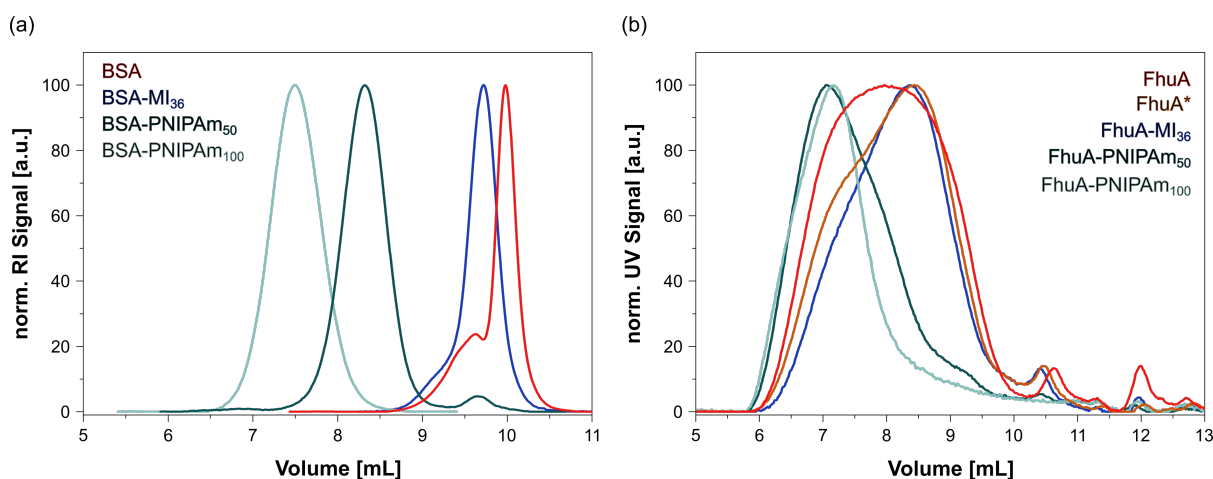 (a)
BSA
BSA-MI36
BSA-PNIPAm50
BSA-PNIPAm100
norm. RI Signal [a.u.]
100
80
60
40
20
0
5 6 7 8 9 10 11
Volume [mL]
(b)
FhuA
FhuA*
FhuA-MI36
FhuA-PNIPAm50
FhuA-PNIPAm100
norm. UV Signal [a.u.]
100
80
60
40
20
0
5 6 7 8 9 10 11 12 13
Volume [mL]